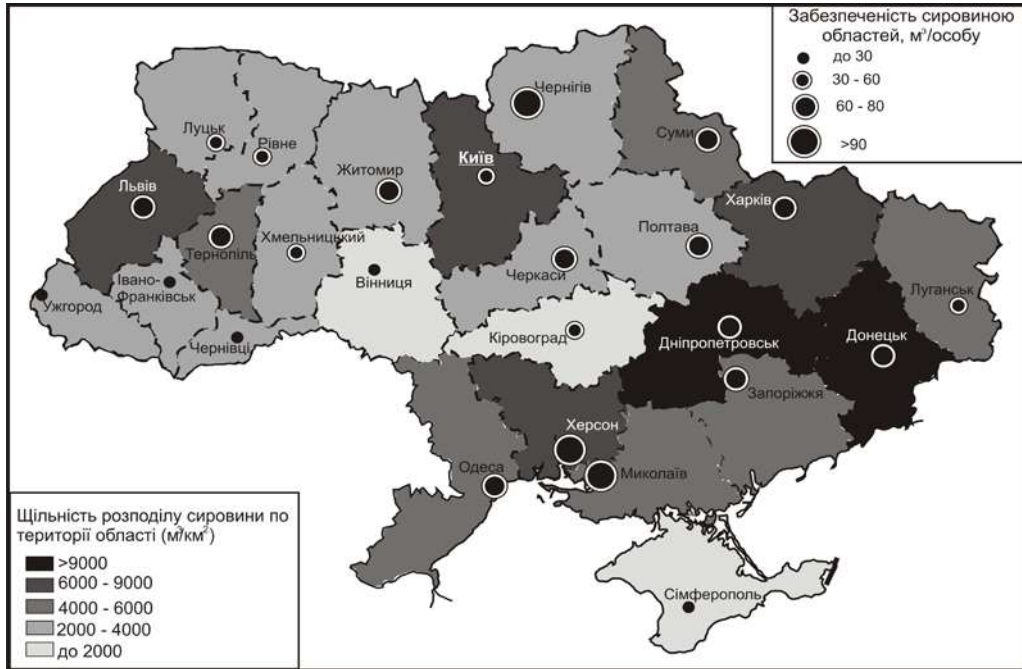 Забезпеченість сировиною
областей, м³/особу
до 30
30 - 60
60 - 80
>90
Чернігів
Суми
Луцьк
Рівне
Київ
Житомир
Львів
Харків
Полтава
Тернопіль
Хмельницький
Черкаси
Вінниця
Івано-
Франківськ
Ужгород
Луганськ
Чернівці
Кіровоград
Дніпропетровськ
Донецьк
Запоріжжя
Херсон
Одеса
Миколаїв
Сімферополь
Щільність розподілу сировини по
території області (м³/км²)
>9000
6000 - 9000
4000 - 6000
2000 - 4000
до 2000